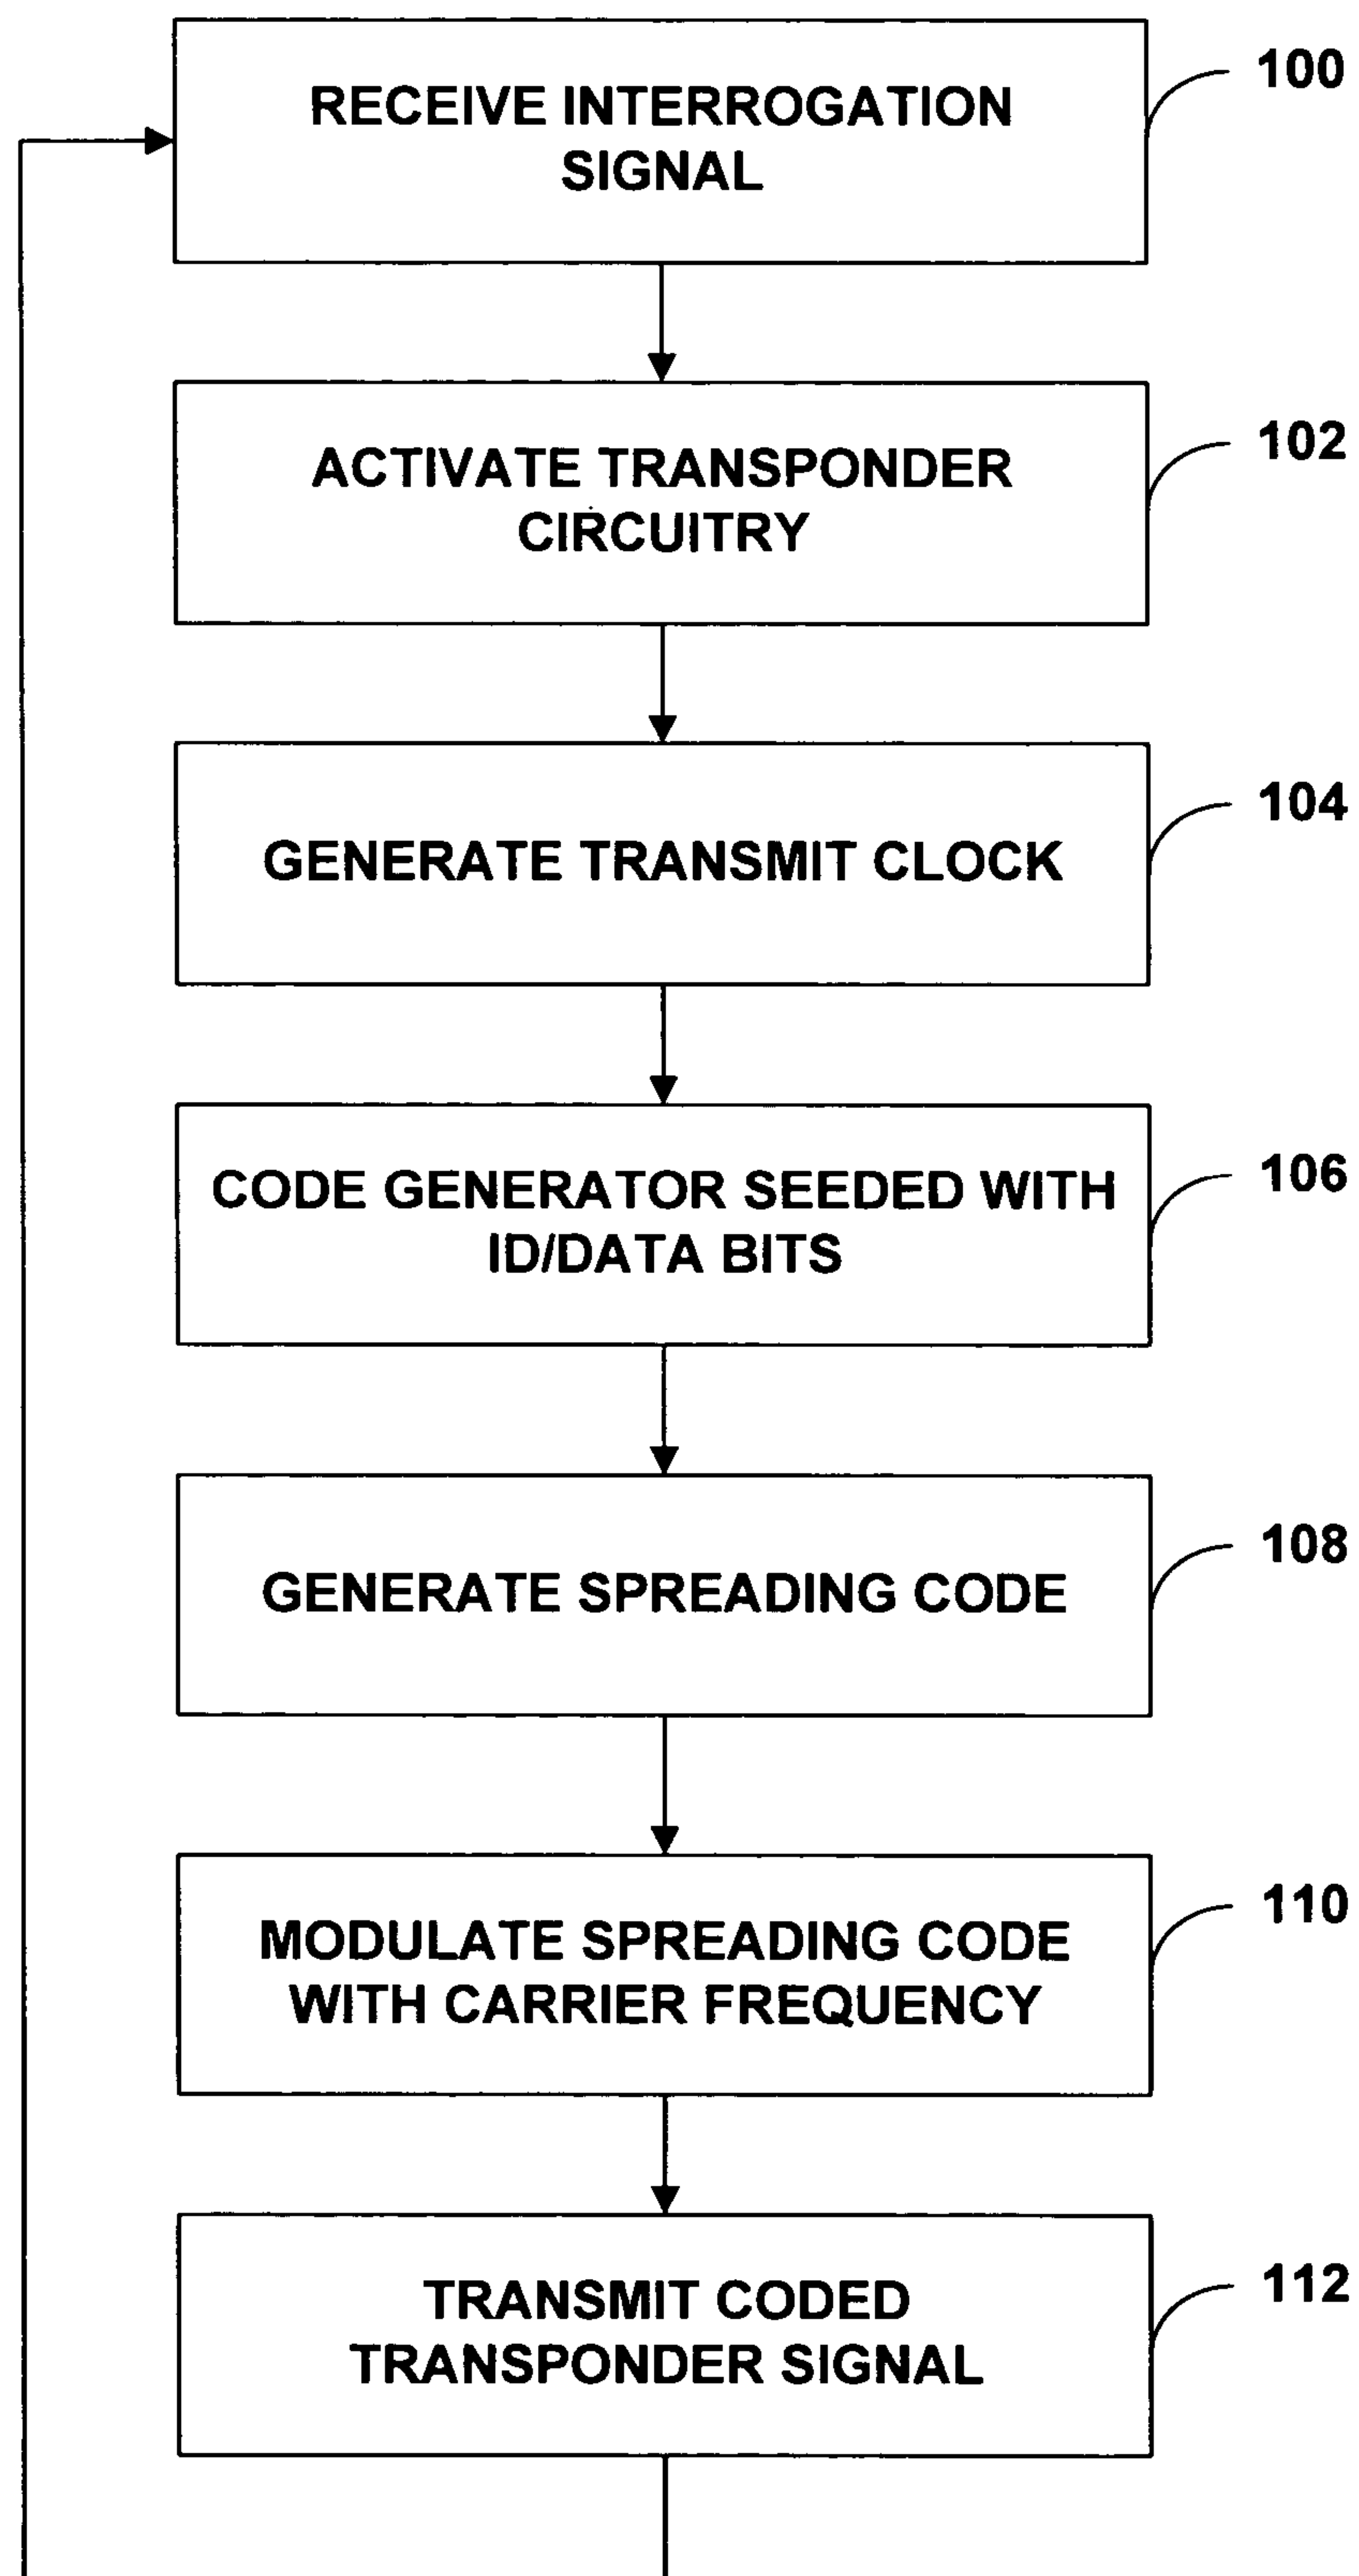 RECEIVE INTERROGATION
SIGNAL
100
ACTIVATE TRANSPONDER
CIRCUITRY
102
GENERATE TRANSMIT CLOCK
104
CODE GENERATOR SEEDED WITH
ID/DATA BITS
106
GENERATE SPREADING CODE
108
MODULATE SPREADING CODE
WITH CARRIER FREQUENCY
110
TRANSMIT CODED
TRANSPONDER SIGNAL
112